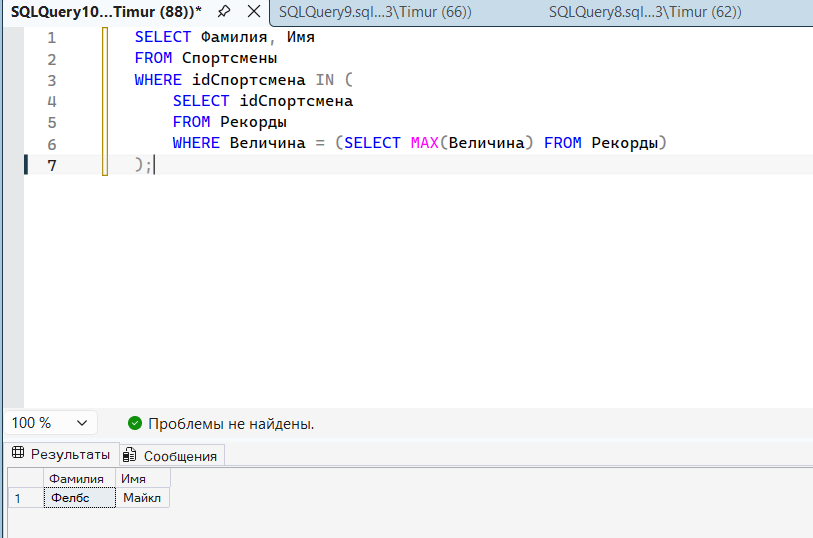 SQLQuery10...Timur (88))* SQLQuery9.sql...3\Timur (66)) SQLQuery8.sql...3\Timur (62))
1 SELECT Фамилия, Имя
2 FROM Спортсмены
3 WHERE idСпортсмена IN (
4 SELECT idСпортсмена
5 FROM Рекорды
6 WHERE Величина = (SELECT MAX(Величина) FROM Рекорды)
7 );
100 % Проблемы не найдены.
Результаты Сообщения
Фамилия Имя
1 Фелбс Майкл